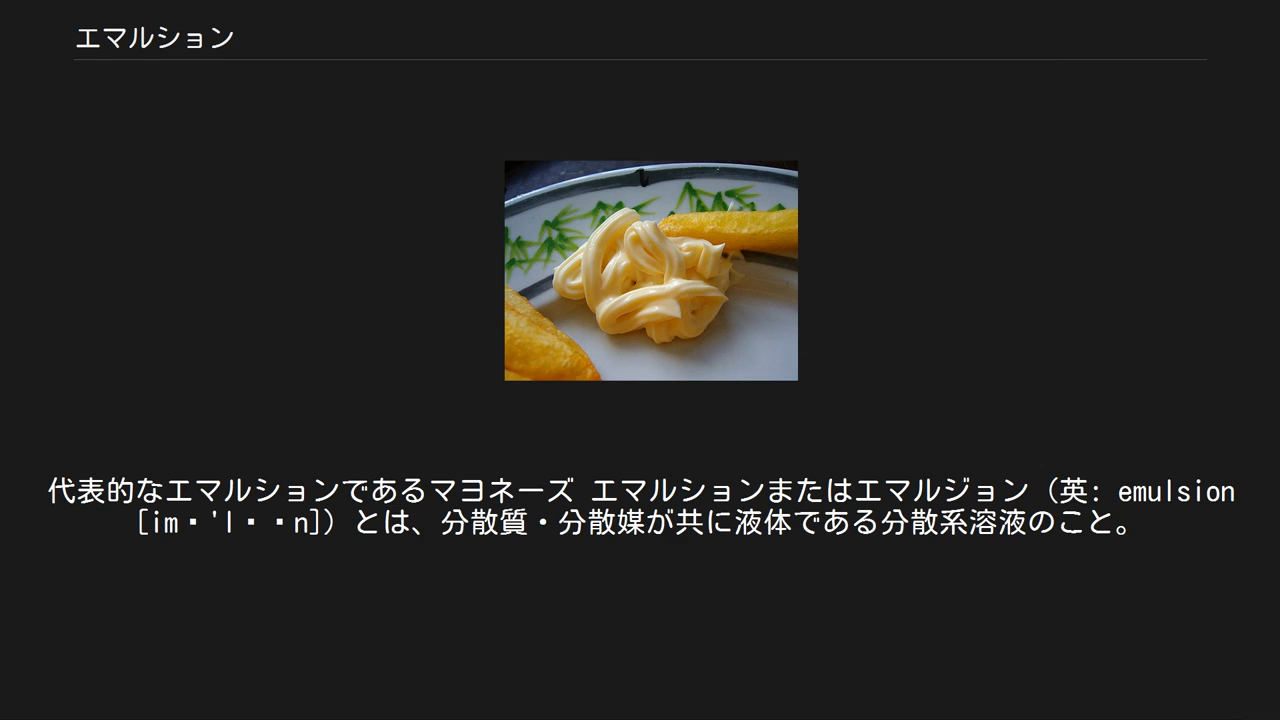 エマルション
代表的なエマルションであるマヨネーズ エマルションまたはエマルジョン（英: emulsion
[im▪'l▪▪n]）とは、分散質・分散媒が共に液体である分散系溶液のこと。